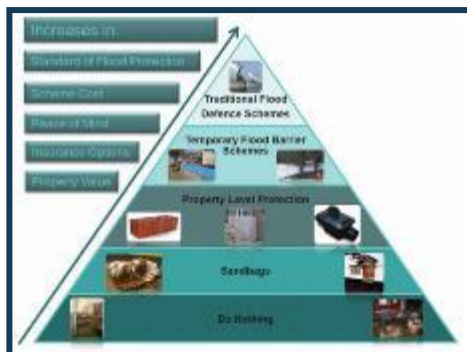 Increases in:
Standard of Flood Protection
Scheme Cost
Peace of Mind
Insurance Options
Property Value
Traditional Flood
Defence Schemes
Temporary Flood Barrier
Schemes
Property Level Protection
Sandbags
Do Nothing